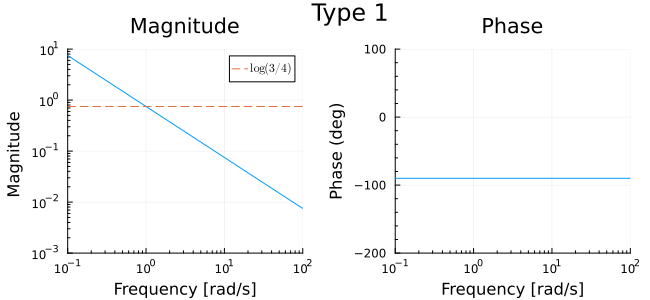 Type 1
Magnitude
Phase
10^1
10^0
10^-1
10^-2
10^-3
Magnitude
log(3/4)
10^-1
10^0
10^1
10^2
Frequency [rad/s]
100
0
-100
-200
Phase (deg)
10^-1
10^0
10^1
10^2
Frequency [rad/s]